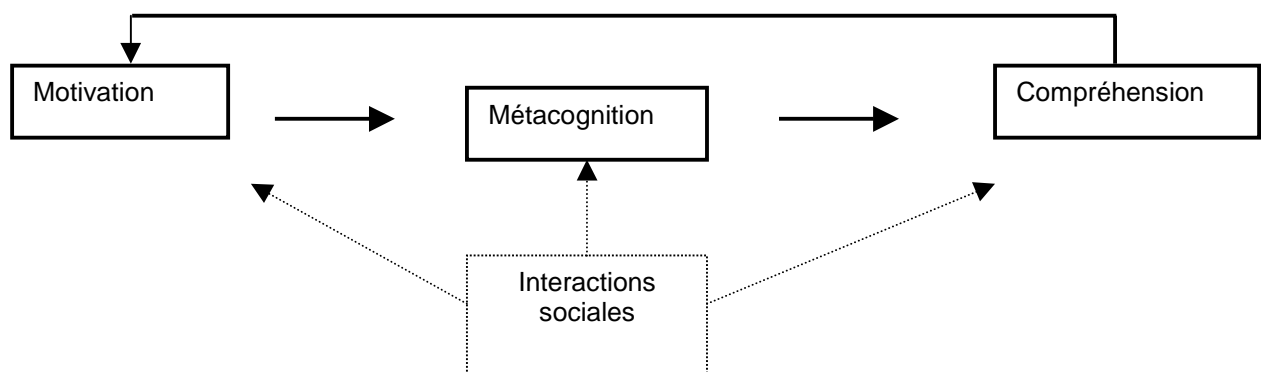 Motivation
Métacognition
Compréhension
Interactions
sociales